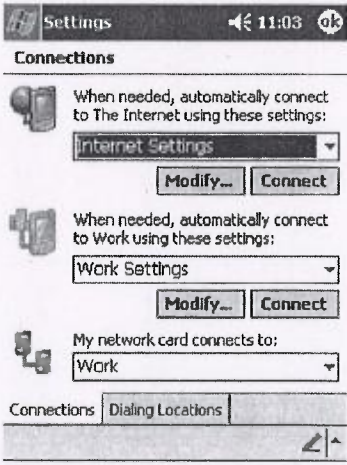 Settings 11:03 ok
Connections
When needed, automatically connect
to The Internet using these settings:
Internet Settings
Modify... Connect
When needed, automatically connect
to Work using these settings:
Work Settings
Modify... Connect
My network card connects to:
Work
Connections Dialing Locations